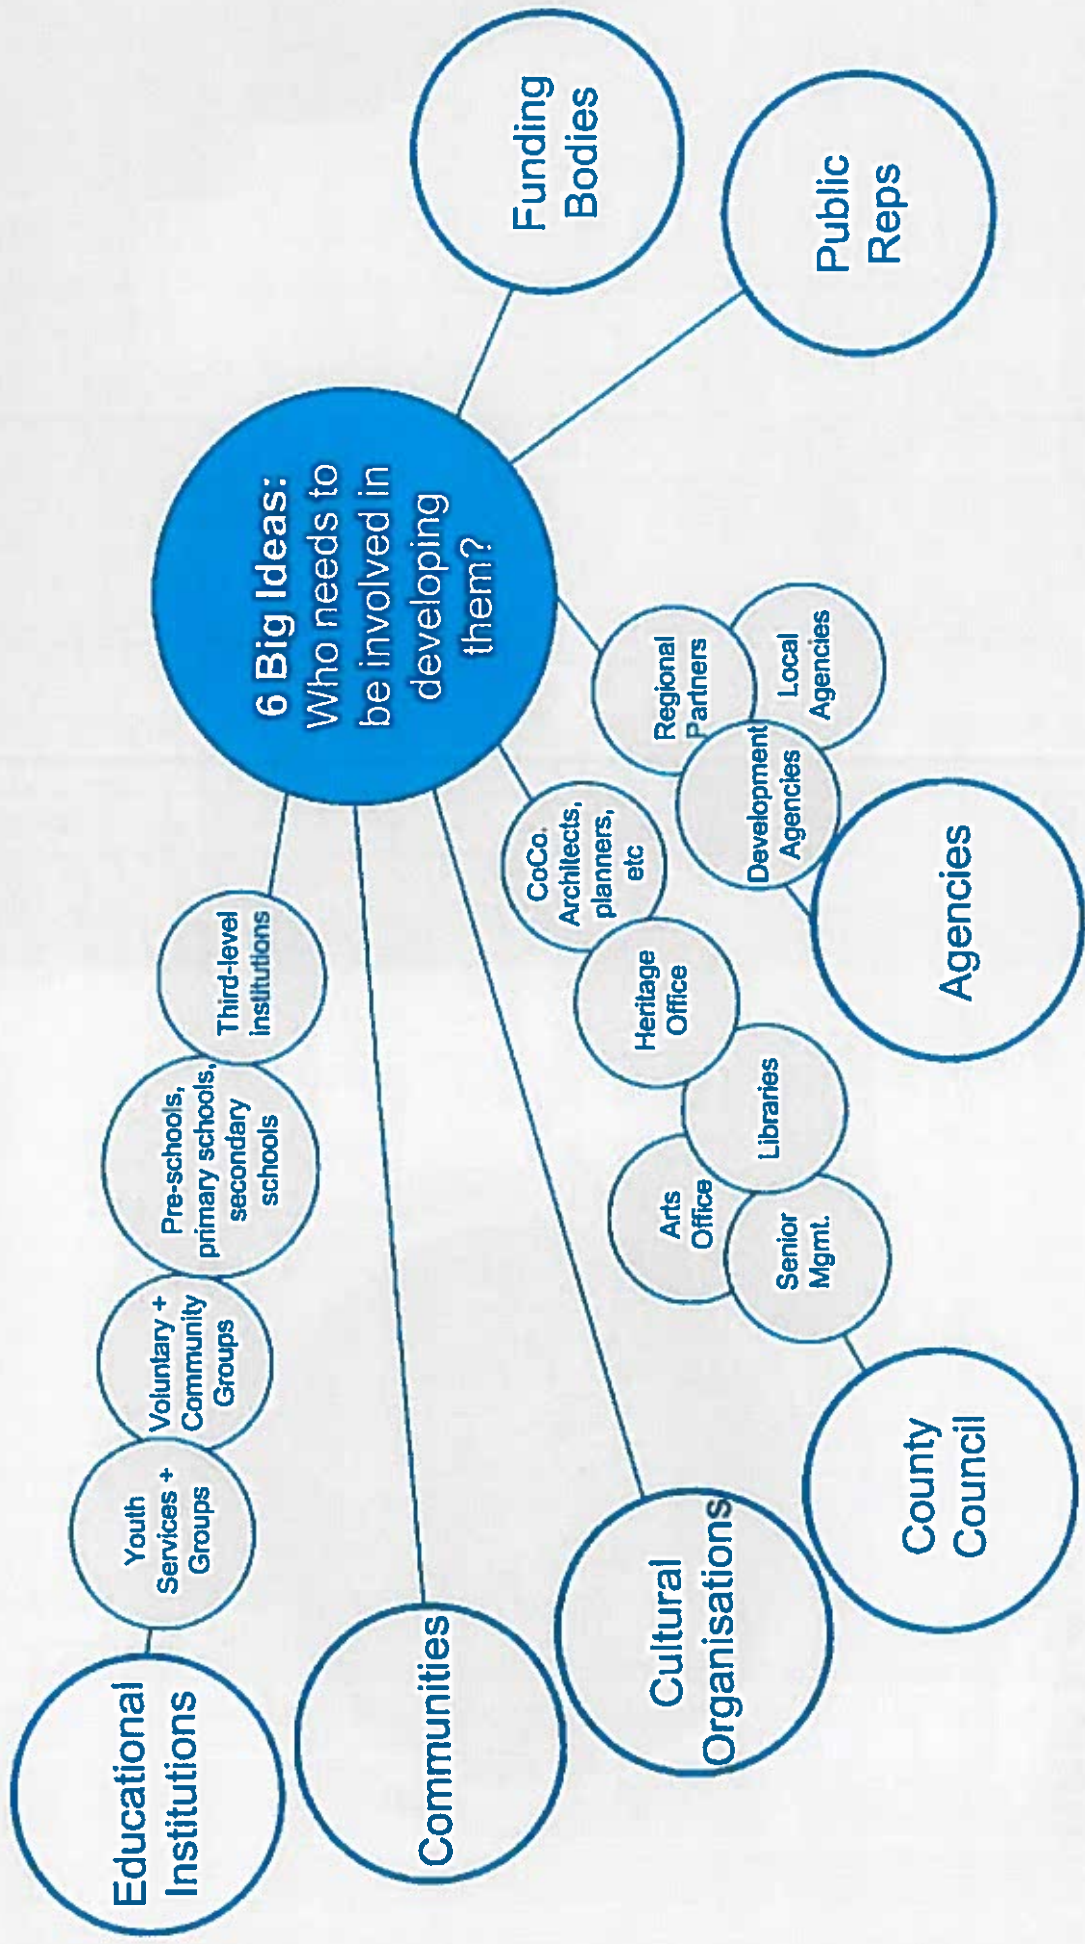 6 Big Ideas:
Who needs to
be involved in
developing
them?
Educational
Institutions
Youth
Services +
Groups
Voluntary +
Community
Groups
Pre-schools,
primary schools,
secondary
schools
Third-level
institutions
Communities
Cultural
Organisations
County
Council
Senior
Mgmt.
Arts
Office
Libraries
Heritage
Office
CoCo.
Architects,
planners,
etc
Agencies
Development
Agencies
Regional
Partners
Local
Agencies
Public
Reps
Funding
Bodies